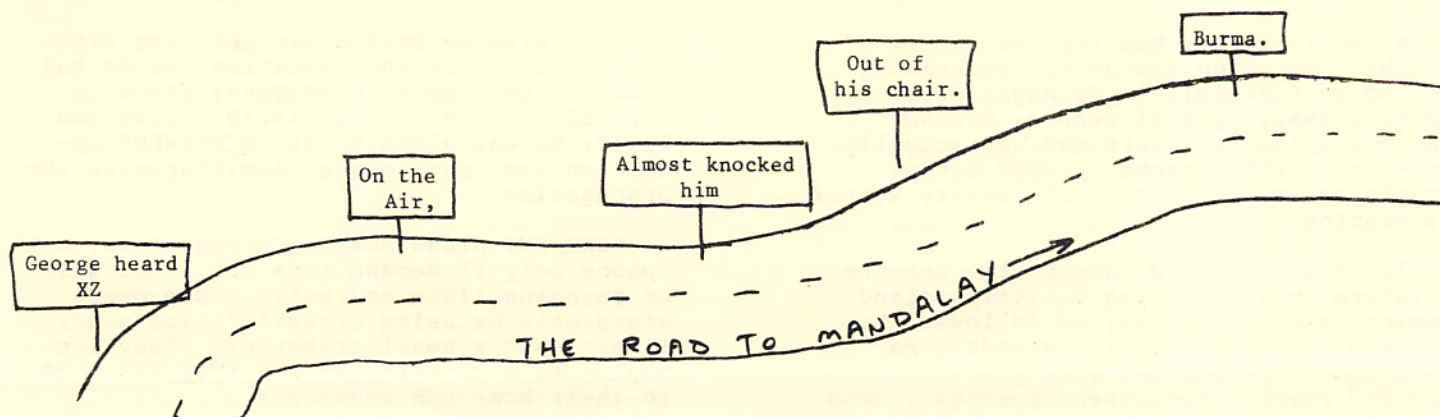 George heard
XZ
On the
Air,
Almost knocked
him
Out of
his chair.
Burma.
THE ROAD TO MANDALAY